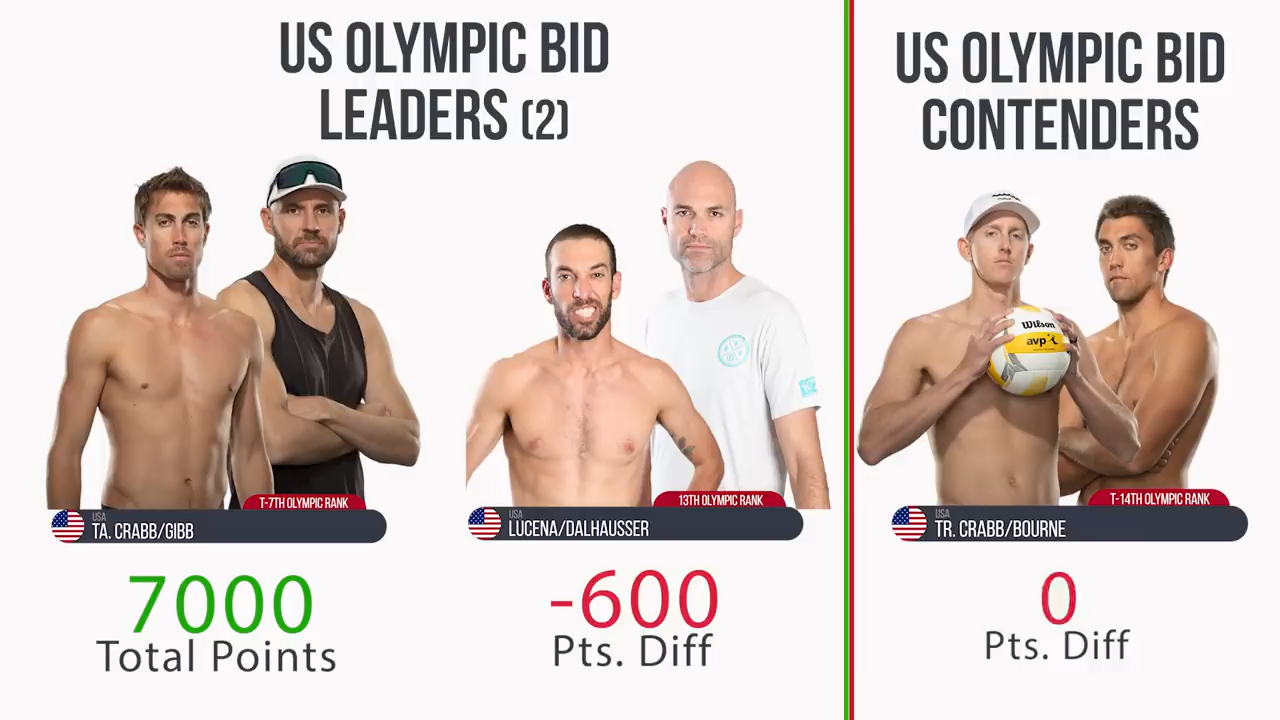 US OLYMPIC BID
LEADERS (2)
T-7TH OLYMPIC RANK
USA
TA. CRABB/GIBB
7000
Total Points
13TH OLYMPIC RANK
USA
LUCENA/DALHAUSSER
-600
Pts. Diff
US OLYMPIC BID
CONTENDERS
Wilson
avp
T-14TH OLYMPIC RANK
USA
TR. CRABB/BOURNE
0
Pts. Diff